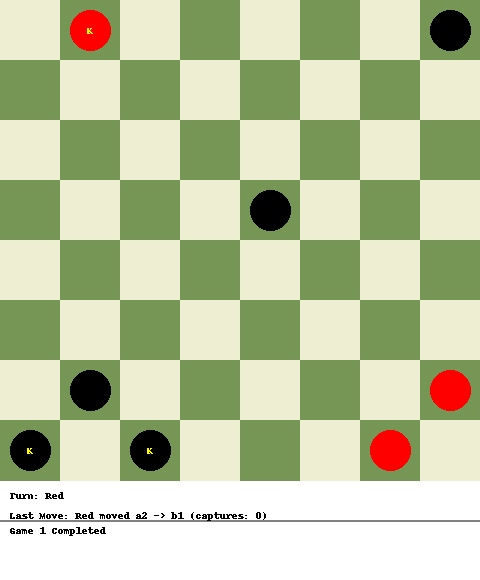 K
K
K
Turn: Red
Last Move: Red moved a2 -> b1 (captures: 0)
Game 1 Completed